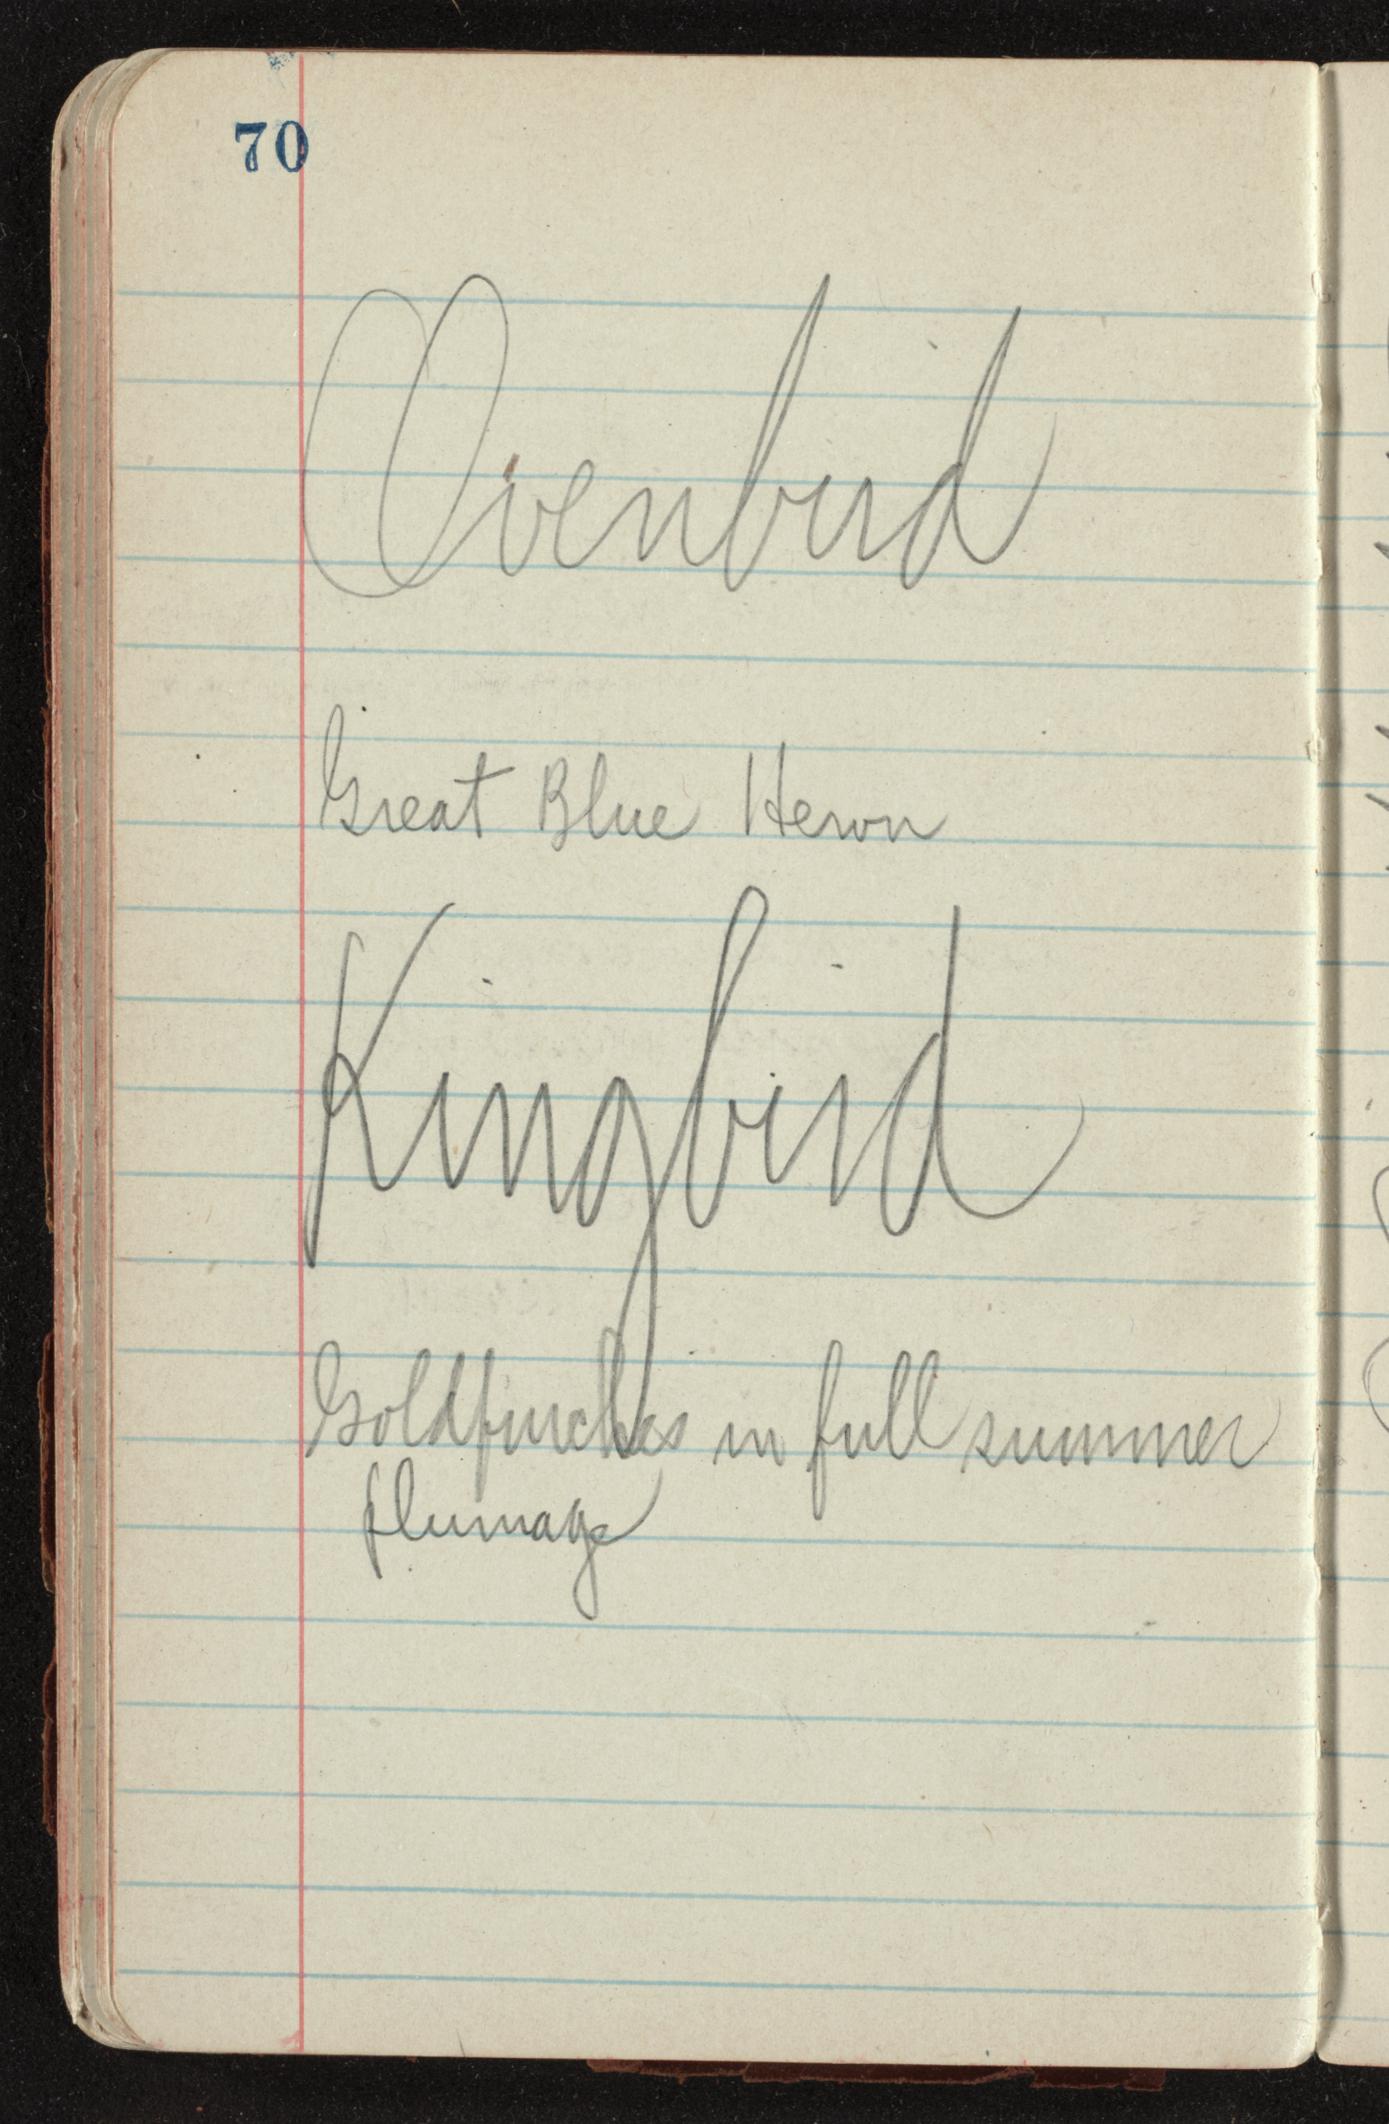 70
Ovenbird
Great Blue Heron
Kingbird
Goldfinches in full summer
plumage